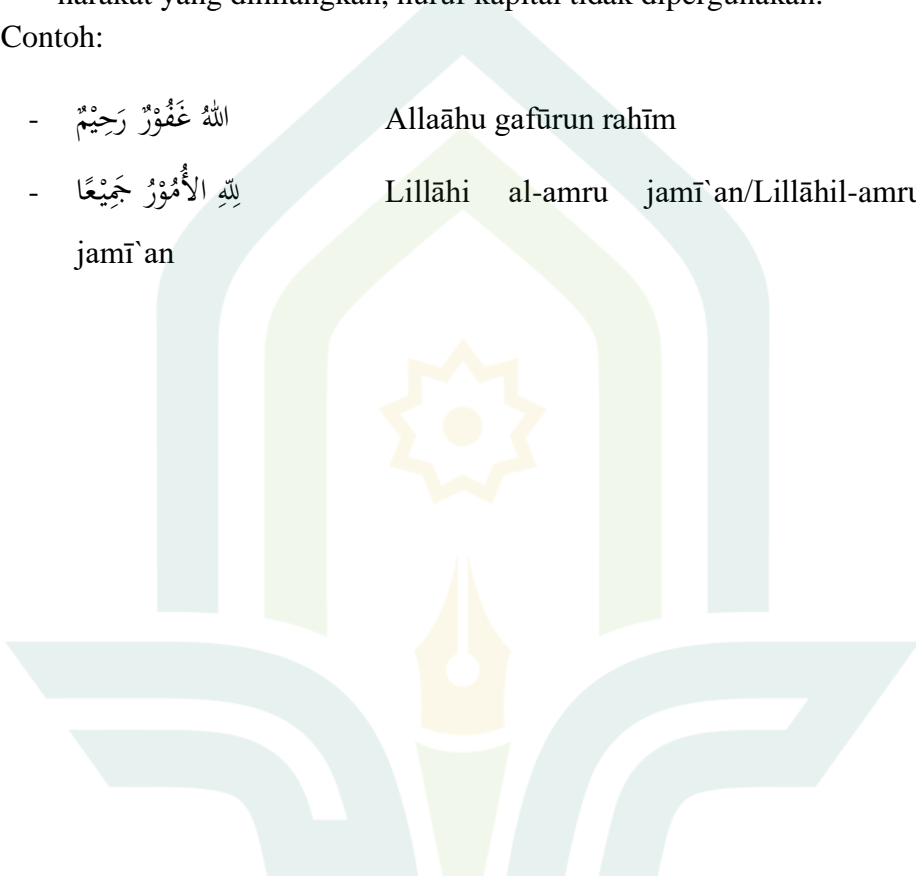 harakat yang dihilangkan, huruf kapital tidak dipergunakan.
Contoh:
- اللهُ غَفُوْرٌ رَحِيْمٌ Allaāhu gafūrun rahīm
- لِلّهِ الأُمُوْرُ جَمِيْعًا Lillāhi al-amru jamī`an/Lillāhil-amru
jamī`an